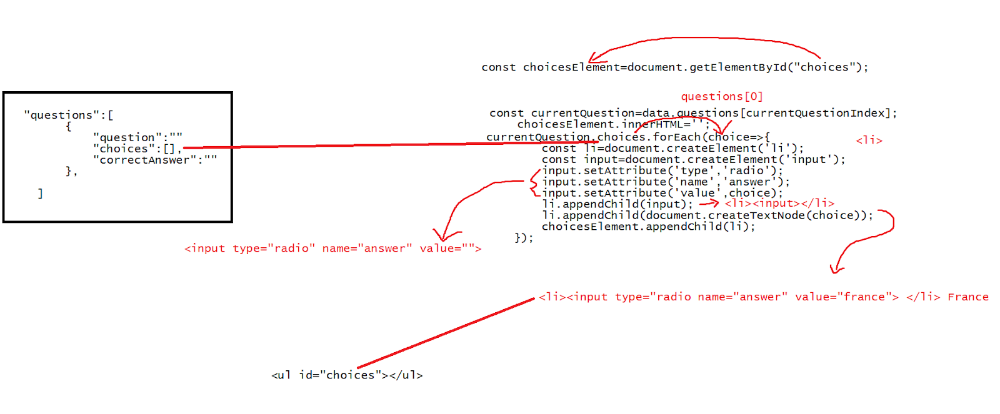 const choicesElement=document.getElementById("choices");
questions[0]
"questions":[
{
"question":""
"choices":[],
"correctAnswer":""
},
]
const currentQuestion=data.questions[currentQuestionIndex];
choicesElement.innerHTML='';
currentQuestion.choices.forEach(choice=>{
<li>
const li=document.createElement('li');
const input=document.createElement('input');
input.setAttribute('type','radio');
input.setAttribute('name','answer');
input.setAttribute('value',choice);
li.appendChild(input);
<li><input></li>
li.appendChild(document.createTextNode(choice));
choicesElement.appendChild(li);
});
<input type="radio" name="answer" value="">
<li><input type="radio name="answer" value="france"> </li> France
<ul id="choices"></ul>